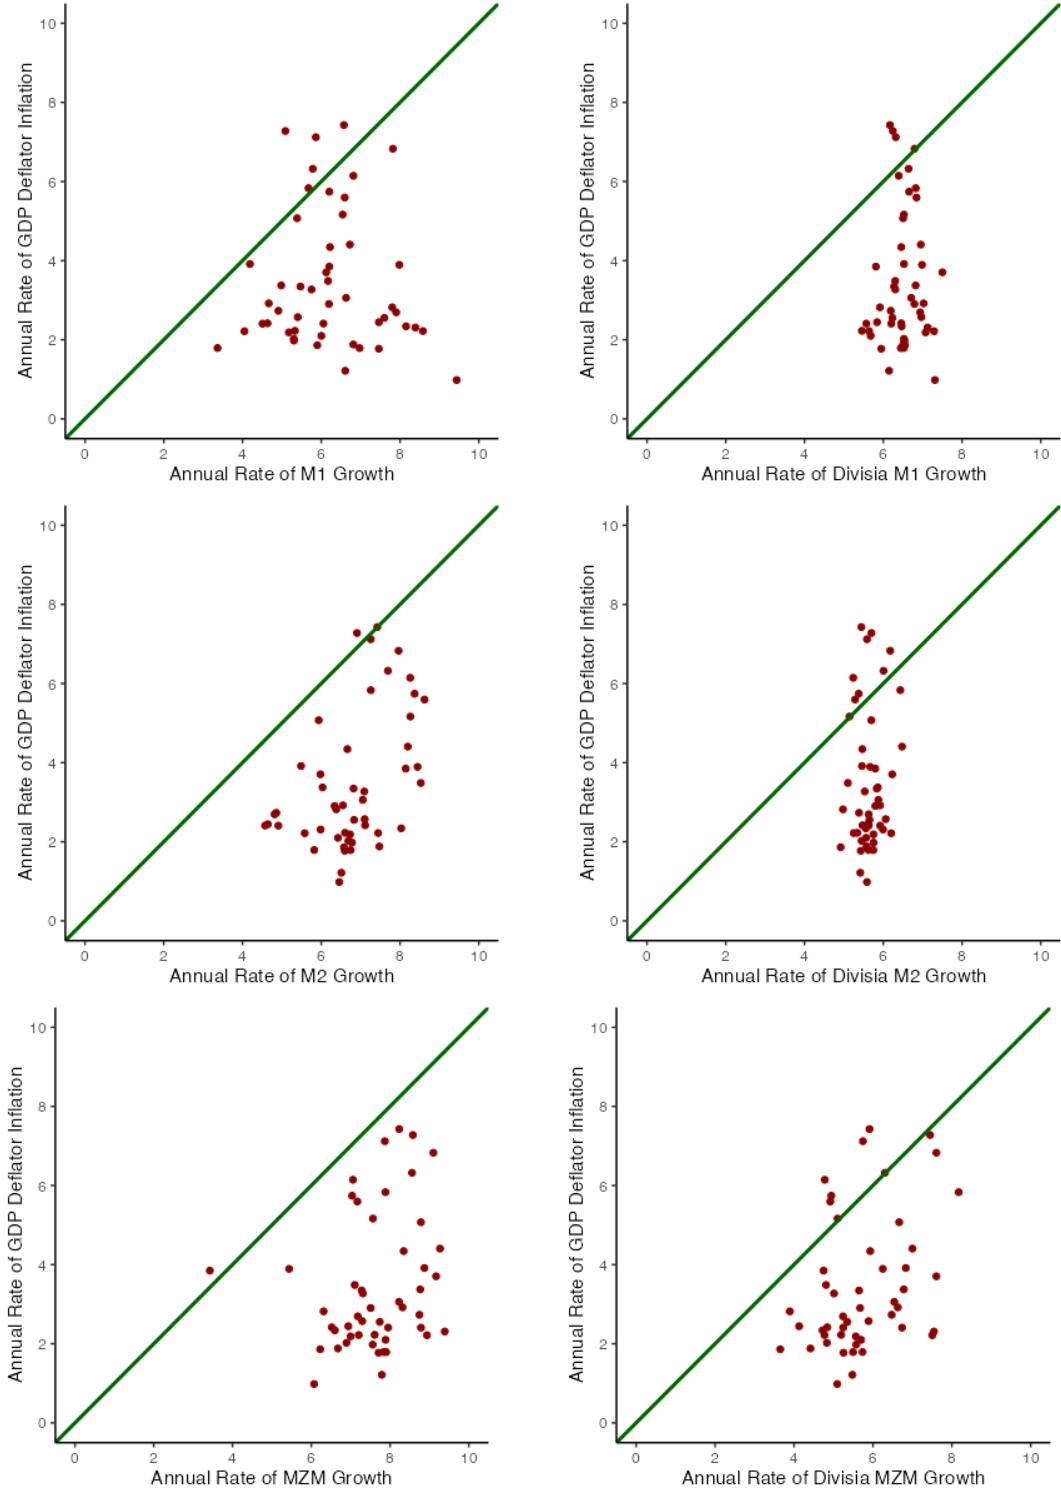 Annual Rate of GDP Deflator Inflation
10
8
6
4
2
0
0 2 4 6 8 10
Annual Rate of M1 Growth
Annual Rate of GDP Deflator Inflation
10
8
6
4
2
0
0 2 4 6 8 10
Annual Rate of Divisia M1 Growth
Annual Rate of GDP Deflator Inflation
10
8
6
4
2
0
0 2 4 6 8 10
Annual Rate of M2 Growth
Annual Rate of GDP Deflator Inflation
10
8
6
4
2
0
0 2 4 6 8 10
Annual Rate of Divisia M2 Growth
Annual Rate of GDP Deflator Inflation
10
8
6
4
2
0
0 2 4 6 8 10
Annual Rate of MZM Growth
Annual Rate of GDP Deflator Inflation
10
8
6
4
2
0
0 2 4 6 8 10
Annual Rate of Divisia MZM Growth